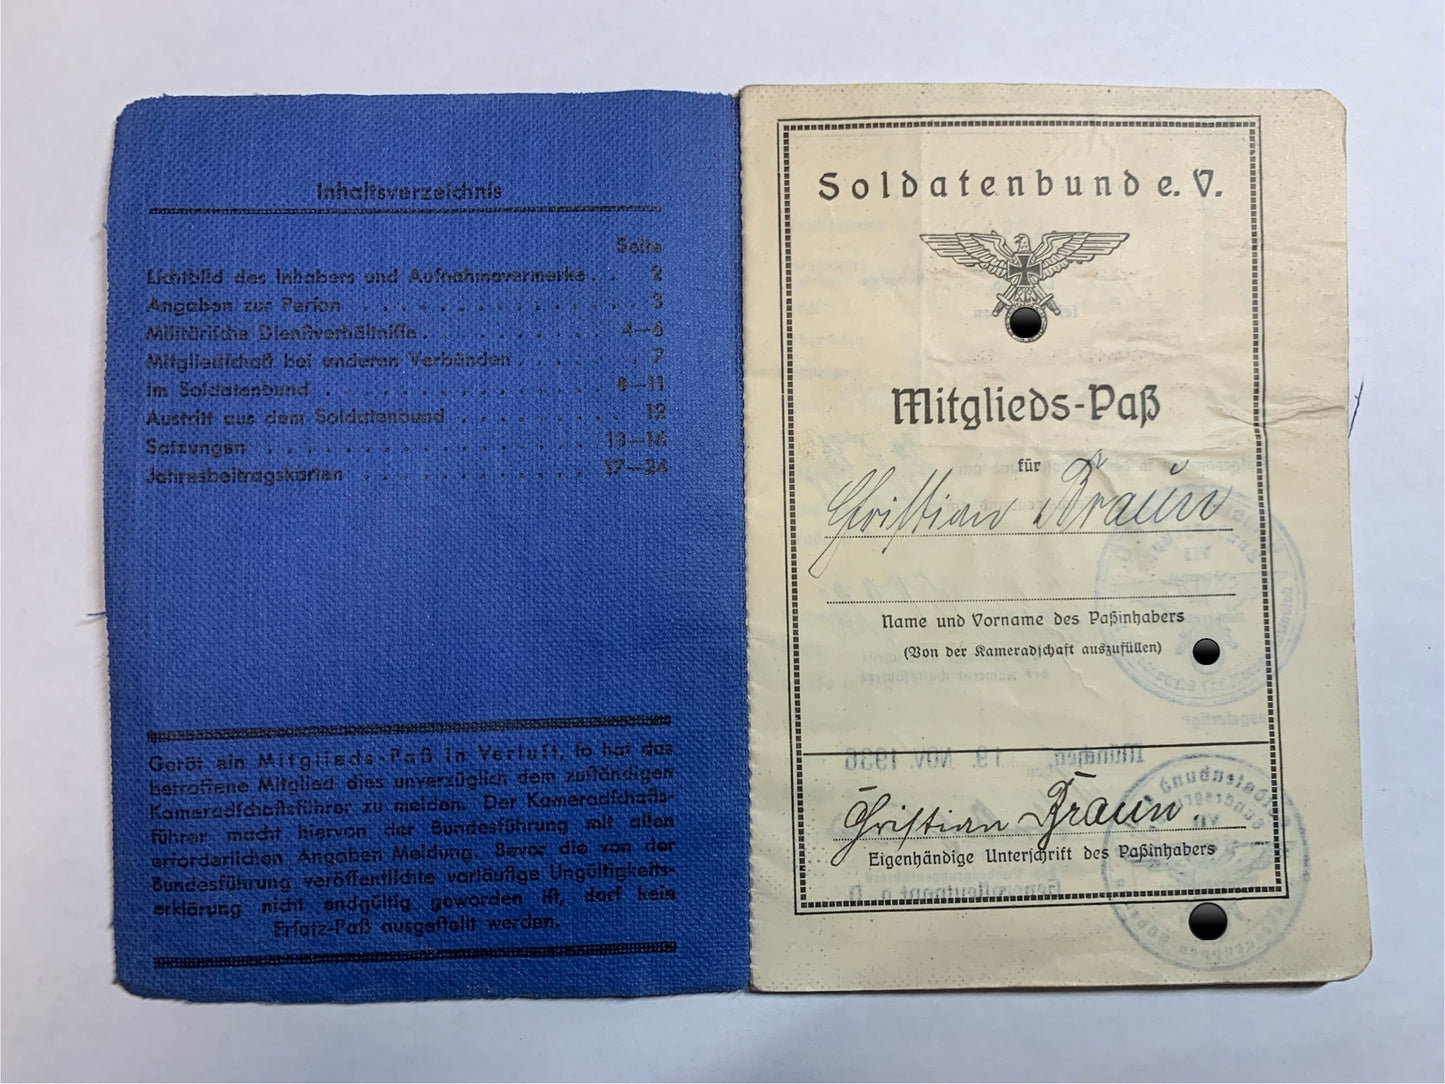 Inhaltsverzeichnis
Seite
Lichtbild des Inhabers und Aufnahmevermerke . . 2
Angaben zur Perſon . . . . . . . . . . . 3
Militäriſche Dienſtverhältniſſe . . . . . . . . 4—6
Mitgliedſchaft bei anderen Verbänden . . . . . 7
Im Soldatenbund . . . . . . . . . . . 8—11
Austritt aus dem Soldatenbund . . . . . . . 12
Satzungen . . . . . . . . . . . . 13—16
Jahresbeitragskarten . . . . . . . . . 17—24
Gerät ein Mitglieds-Paß in Verluſt, ſo hat das
betroffene Mitglied dies unverzüglich dem zuſtändigen
Kameradſchaftsführer zu melden. Der Kameradſchafts-
führer macht hiervon der Bundesführung mit allen
erforderlichen Angaben Meldung. Bevor die von der
Bundesführung veröffentlichte vorläufige Ungültigkeits-
erklärung nicht endgültig geworden iſt, darf kein
Erſatz-Paß ausgeſtellt werden.
Soldatenbund e. V.
Mitglieds-Paß
für
Chriſtian Braun
Name und Vorname des Paßinhabers
(Von der Kameradſchaft auszufüllen)
München 19. NOV. 1936
Chriſtian Braun
Eigenhändige Unterſchrift des Paßinhabers
Generalleutnant a. D.